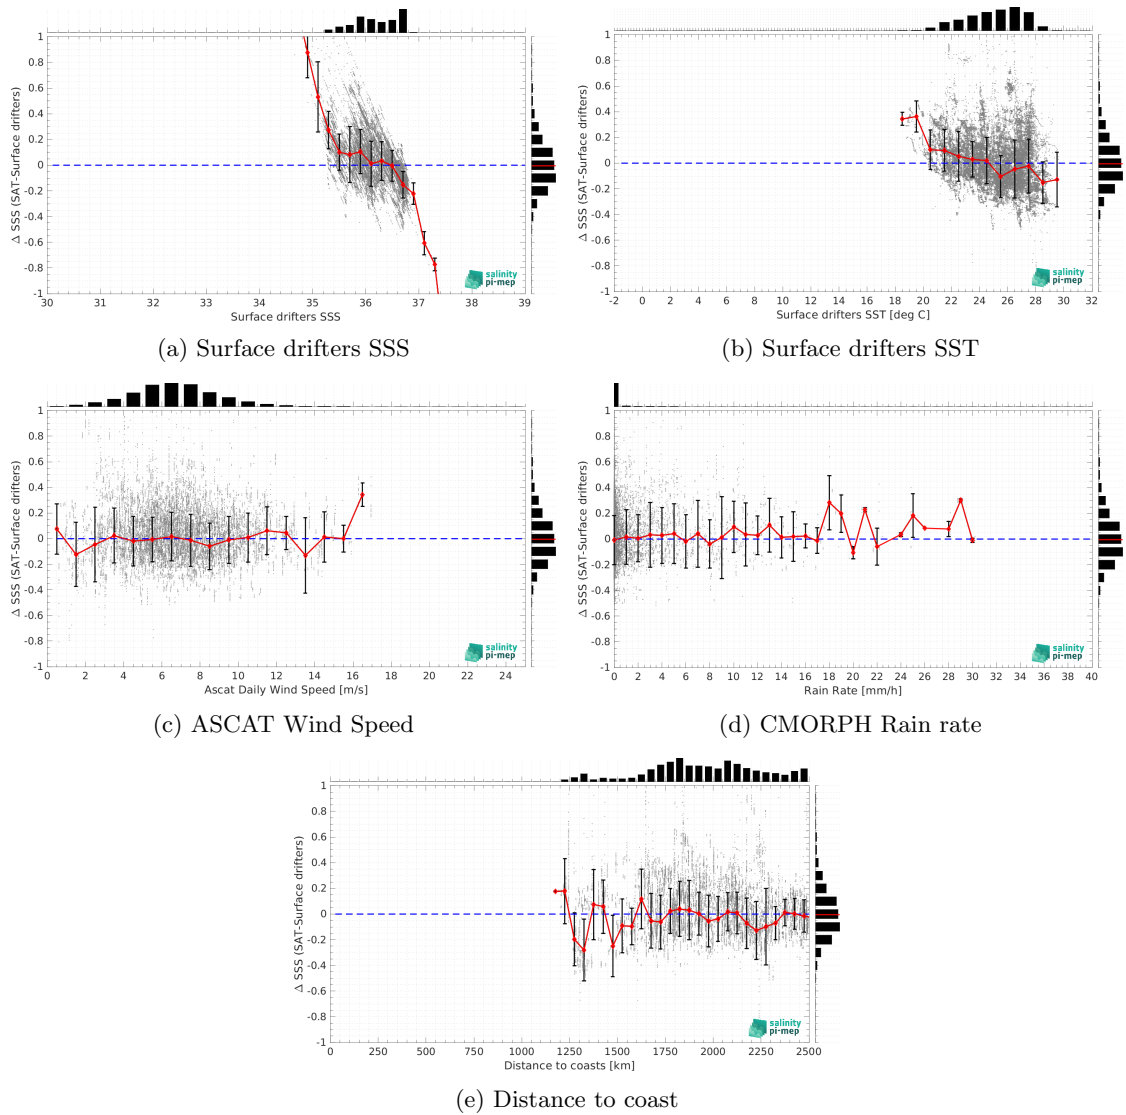 1
0.8
0.6
0.4
0.2
0
-0.2
-0.4
-0.6
-0.8
-1
Δ SSS (SAT-Surface drifters)
30 31 32 33 34 35 36 37 38 39
Surface drifters SSS
salinity
pi-mep
(a) Surface drifters SSS
1
0.8
0.6
0.4
0.2
0
-0.2
-0.4
-0.6
-0.8
-1
Δ SSS (SAT-Surface drifters)
-2 0 2 4 6 8 10 12 14 16 18 20 22 24 26 28 30 32
Surface drifters SST [deg C]
salinity
pi-mep
(b) Surface drifters SST
1
0.8
0.6
0.4
0.2
0
-0.2
-0.4
-0.6
-0.8
-1
Δ SSS (SAT-Surface drifters)
0 2 4 6 8 10 12 14 16 18 20 22 24
Ascat Daily Wind Speed [m/s]
salinity
pi-mep
(c) ASCAT Wind Speed
1
0.8
0.6
0.4
0.2
0
-0.2
-0.4
-0.6
-0.8
-1
Δ SSS (SAT-Surface drifters)
0 2 4 6 8 10 12 14 16 18 20 22 24 26 28 30 32 34 36 38 40
Rain Rate [mm/h]
salinity
pi-mep
(d) CMORPH Rain rate
1
0.8
0.6
0.4
0.2
0
-0.2
-0.4
-0.6
-0.8
-1
Δ SSS (SAT-Surface drifters)
0 250 500 750 1000 1250 1500 1750 2000 2250 2500
Distance to coasts [km]
salinity
pi-mep
(e) Distance to coast